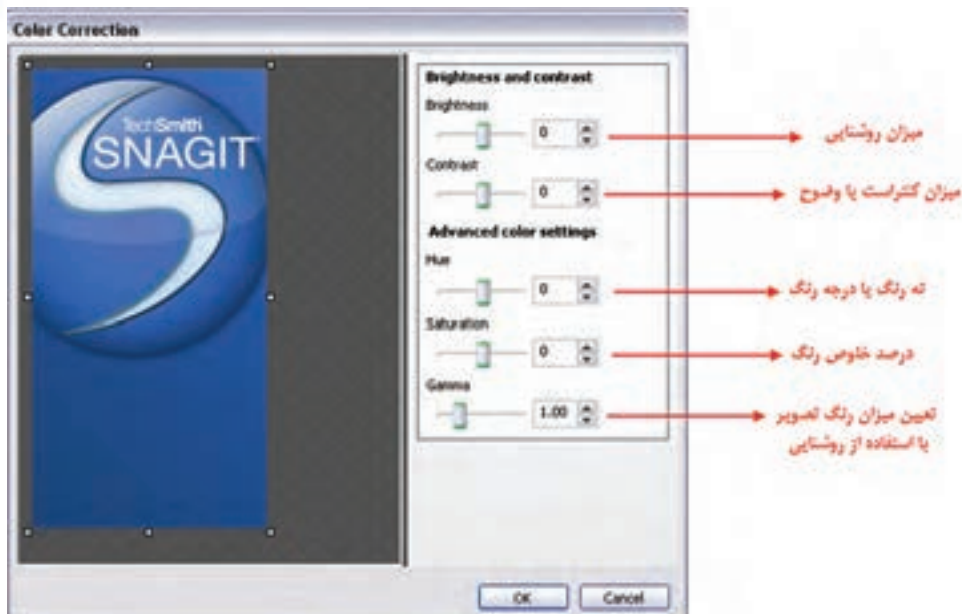 Color Correction
TechSmith
SNAGIT
Brightness and contrast
Brightness
0
میزان روشنایی
Contrast
0
میزان کنتراست یا وضوح
Advanced color settings
Hue
0
ته رنگ یا درجه رنگ
Saturation
0
درصد خلوص رنگ
Gamma
1.00
تعیین میزان رنگ تصویر
با استفاده از روشنایی
OK
Cancel